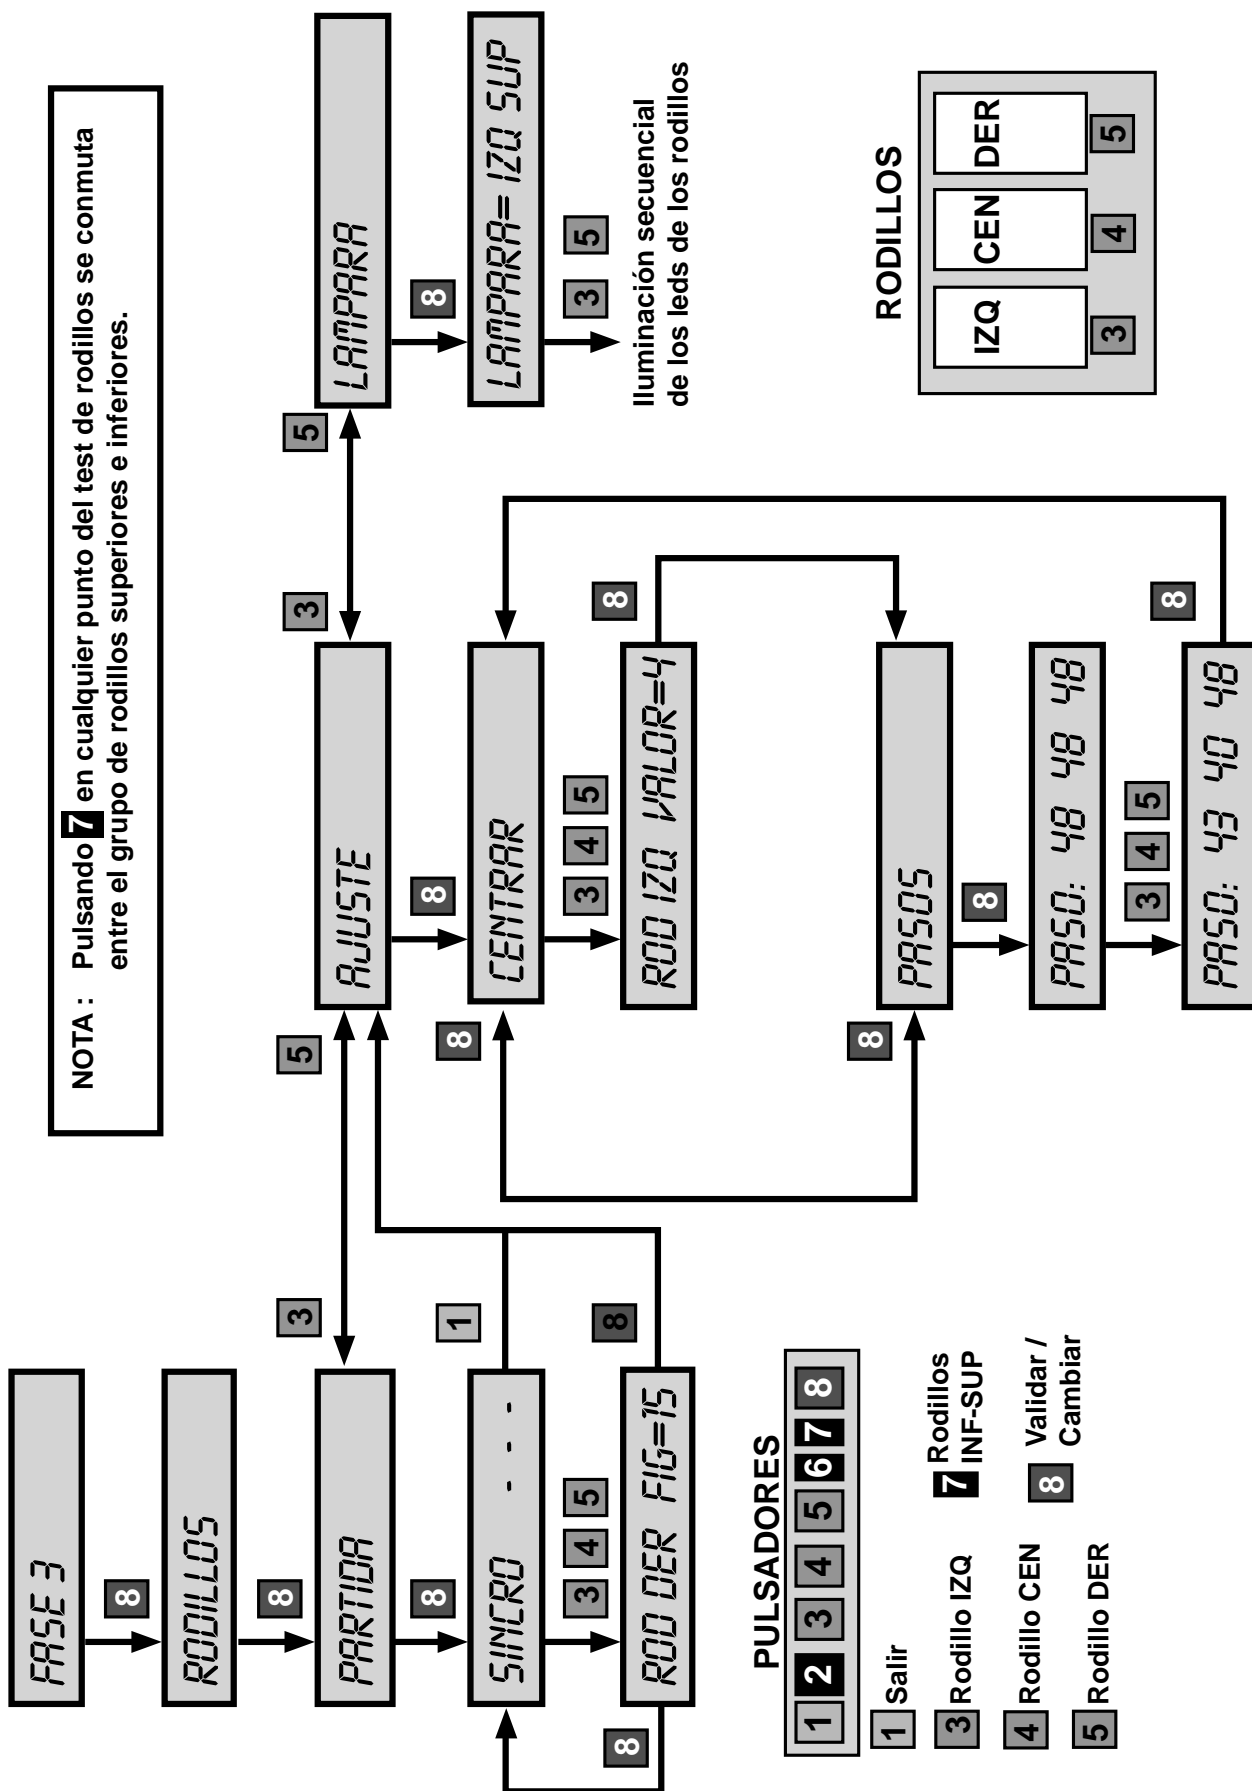 NOTA : Pulsando 7 en cualquier punto del test de rodillos se conmuta
entre el grupo de rodillos superiores e inferiores.
FASE 3
8
RODILLOS
8
PARTIDA
3
5
AJUSTE
3
5
LAMPARA
8
SINCRO - - -
1
3 4 5
ROD DER FIG=15
8
8
8
CENTRAR
8
3 4 5
ROD IZQ VALOR=4
8
8
PASOS
8
PASO: 48 48 48
3 4 5
PASO: 43 40 48
8
8
LAMPARA= IZQ SUP
3 5
Iluminación secuencial
de los leds de los rodillos
PULSADORES
1 2 3 4 5 6 7 8
1 Salir
3 Rodillo IZQ
4 Rodillo CEN
5 Rodillo DER
7 Rodillos
INF-SUP
8 Validar /
Cambiar
RODILLOS
IZQ CEN DER
3 4 5